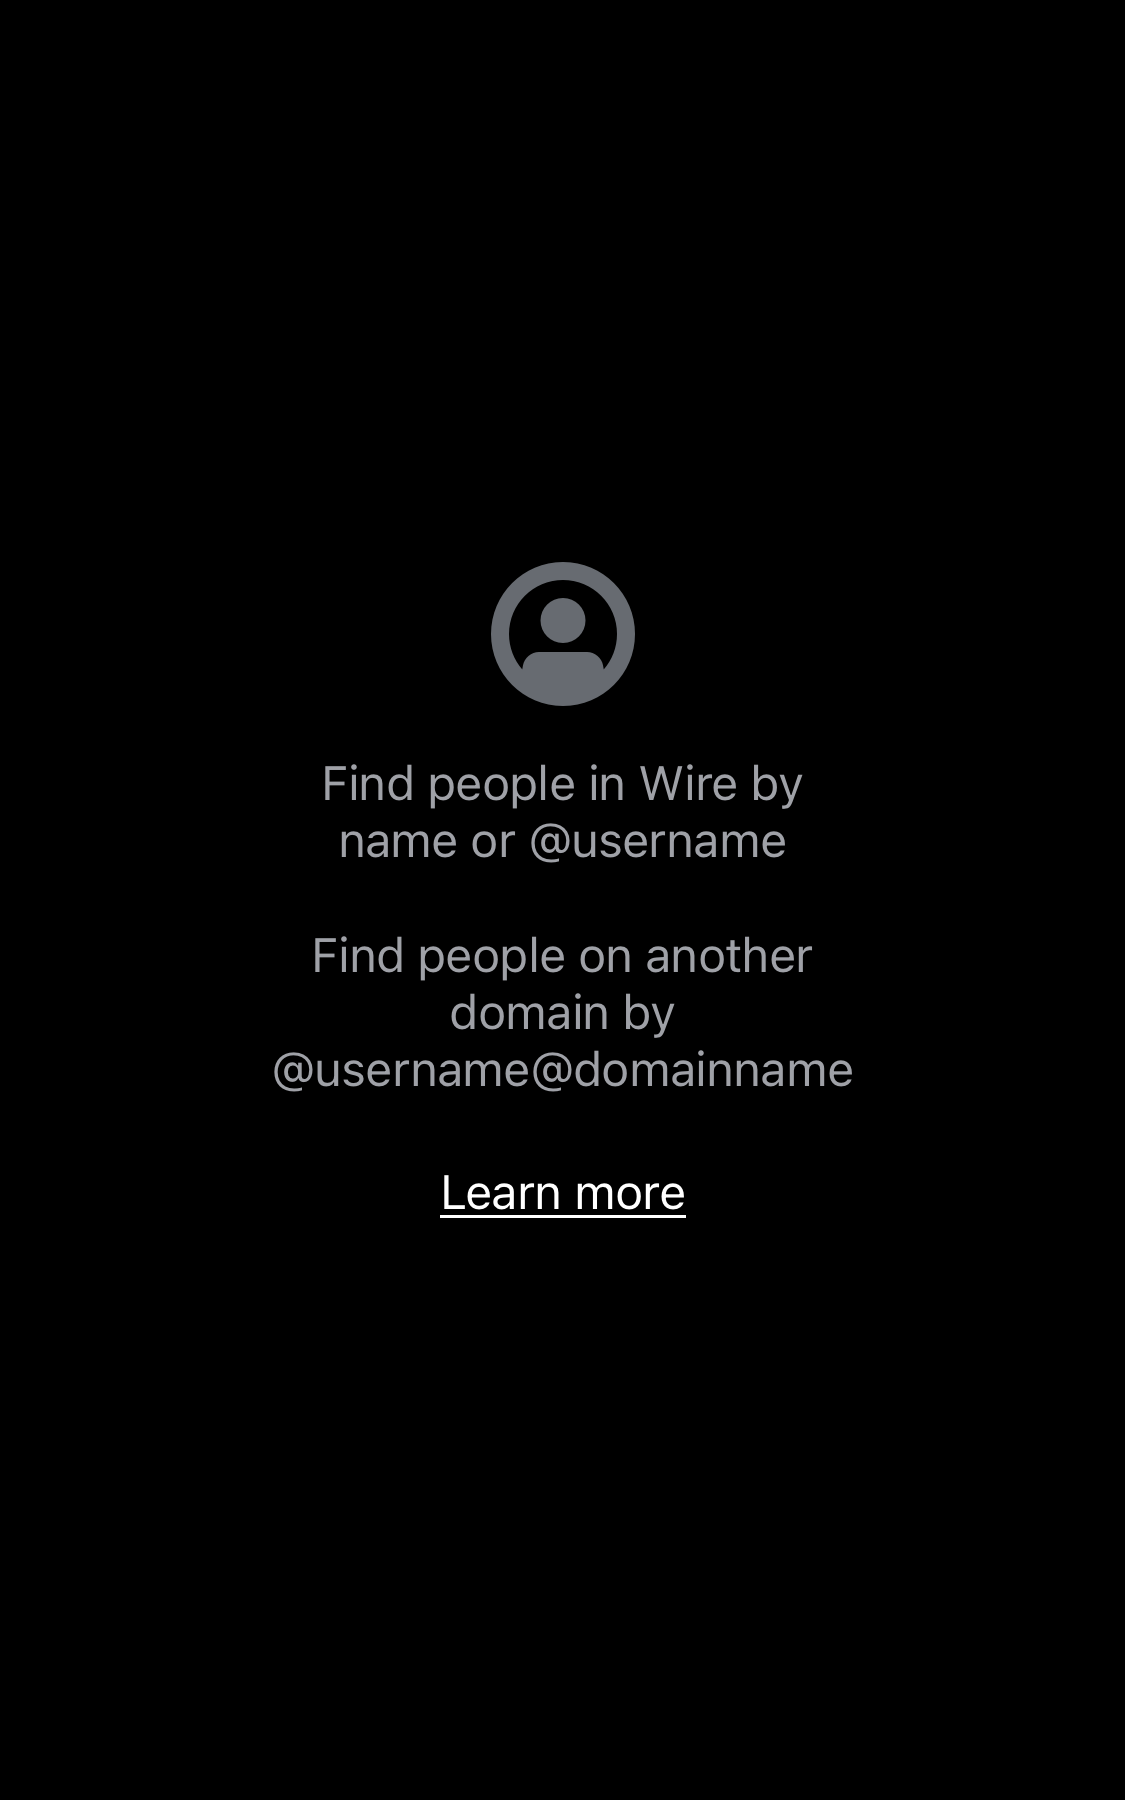 Find people in Wire by
name or @username
Find people on another
domain by
@username@domainname
Learn more